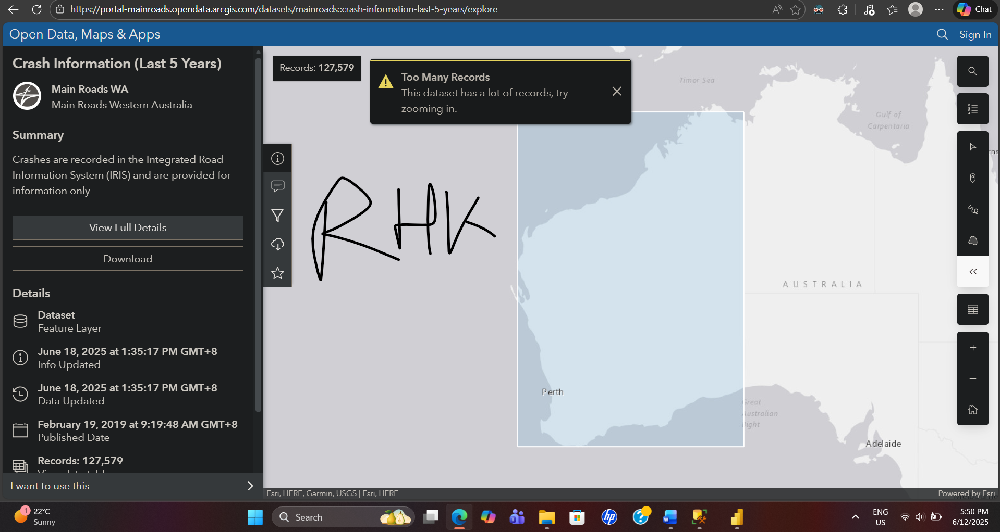 https://portal-mainroads.opendata.arcgis.com/datasets/mainroads::crash-information-last-5-years/explore
Chat
Open Data, Maps & Apps
Sign In
Crash Information (Last 5 Years)
Main Roads WA
Main Roads Western Australia
Summary
Crashes are recorded in the Integrated Road
Information System (IRIS) and are provided for
information only
View Full Details
Download
Details
Dataset
Feature Layer
June 18, 2025 at 1:35:17 PM GMT+8
Info Updated
June 18, 2025 at 1:35:17 PM GMT+8
Data Updated
February 19, 2019 at 9:19:48 AM GMT+8
Published Date
Records: 127,579
I want to use this
Records: 127,579
Too Many Records
This dataset has a lot of records, try
zooming in.
RHK
Timor Sea
Gulf of
Carpentaria
rns
AUSTRALIA
Perth
Great
Australian
Bight
Adelaide
Esri, HERE, Garmin, USGS | Esri, HERE
Powered by Esri
1
22°C
Sunny
Search
ENG
US
5:50 PM
6/12/2025